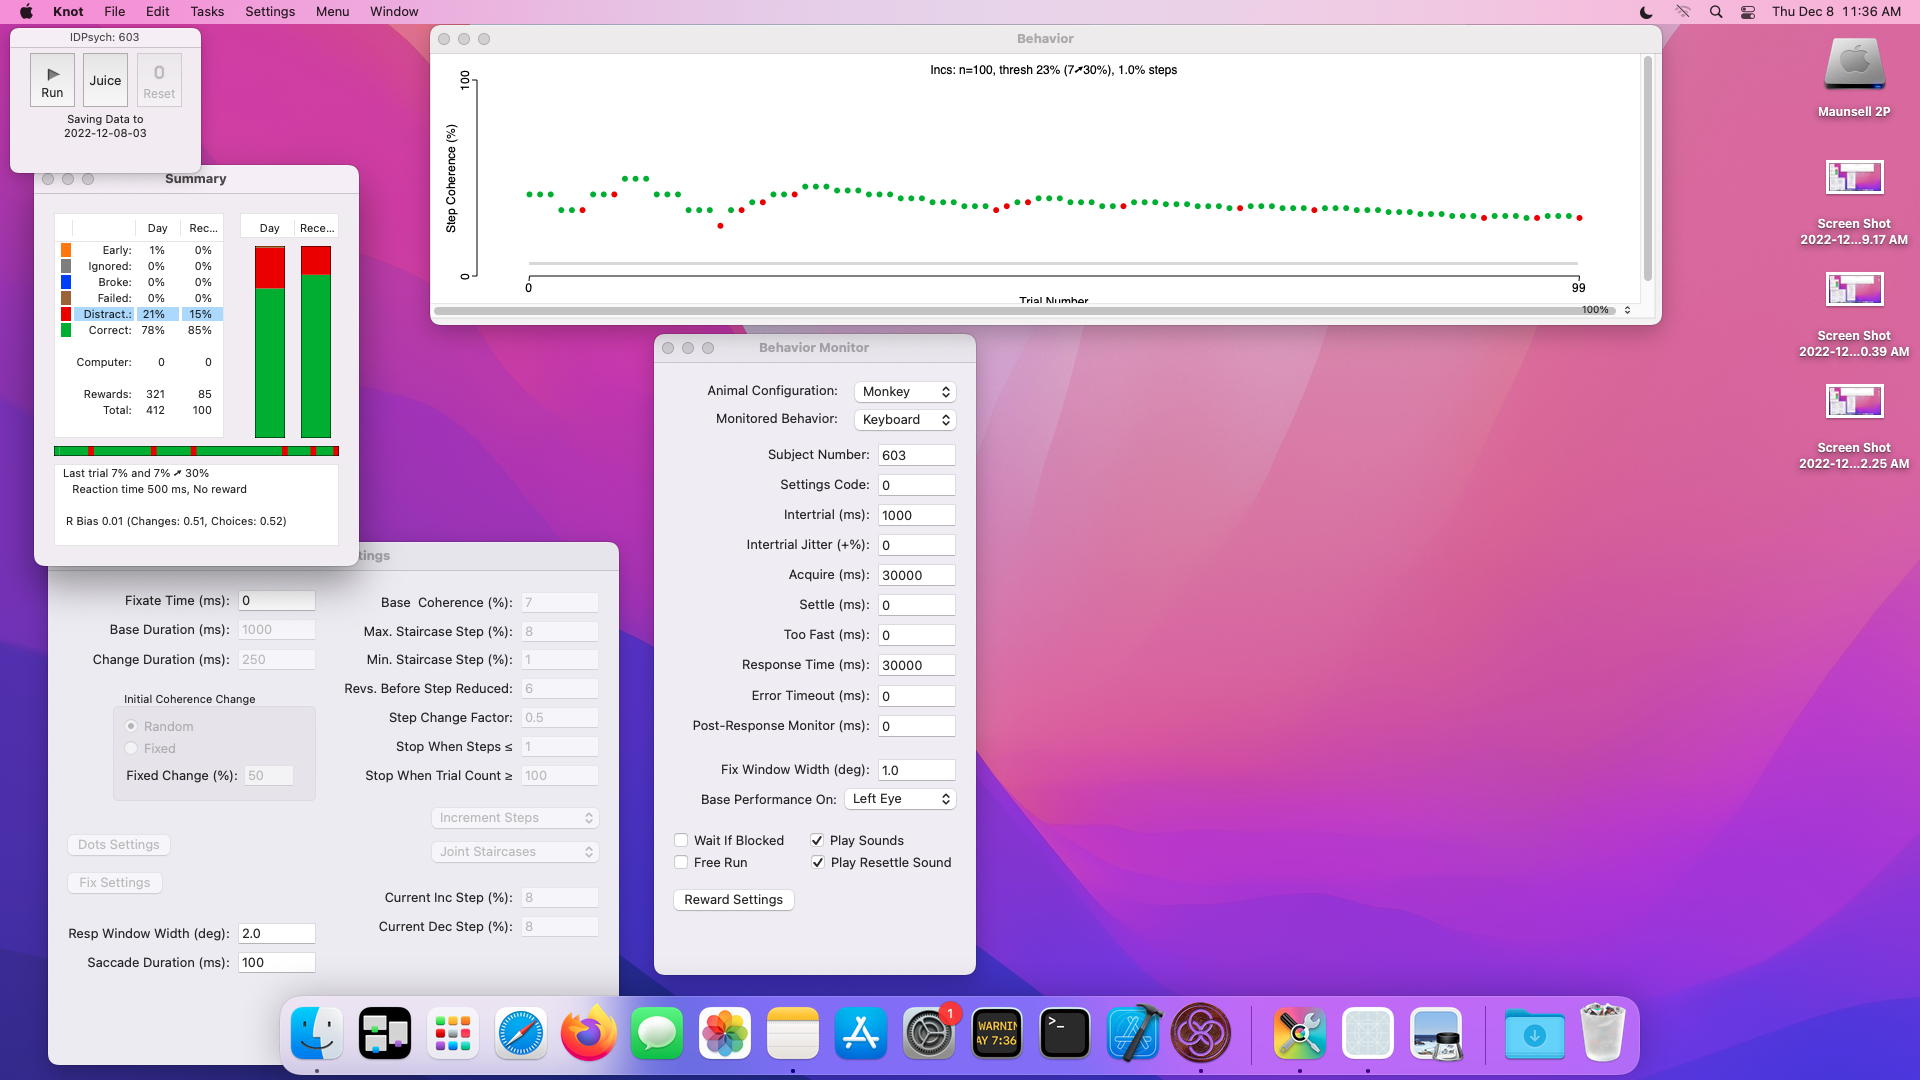 Knot File Edit Tasks Settings Menu Window
Thu Dec 8 11:36 AM
IDPsych: 603
Run
Juice
0
Reset
Saving Data to
2022-12-08-03
Summary
Day Rec...
Early: 1% 0%
Ignored: 0% 0%
Broke: 0% 0%
Failed: 0% 0%
Distract.: 21% 15%
Correct: 78% 85%
Computer: 0 0
Rewards: 321 85
Total: 412 100
Day Rece...
Last trial 7% and 7% ➚ 30%
Reaction time 500 ms, No reward
R Bias 0.01 (Changes: 0.51, Choices: 0.52)
Behavior
Incs: n=100, thresh 23% (7➚30%), 1.0% steps
Step Coherence (%)
100
0
0
99
Trial Number
100%
tings
Fixate Time (ms): 0
Base Duration (ms): 1000
Change Duration (ms): 250
Initial Coherence Change
Random
Fixed
Fixed Change (%): 50
Dots Settings
Fix Settings
Resp Window Width (deg): 2.0
Saccade Duration (ms): 100
Base Coherence (%): 7
Max. Staircase Step (%): 8
Min. Staircase Step (%): 1
Revs. Before Step Reduced: 6
Step Change Factor: 0.5
Stop When Steps ≤ 1
Stop When Trial Count ≥ 100
Increment Steps
Joint Staircases
Current Inc Step (%): 8
Current Dec Step (%): 8
Behavior Monitor
Animal Configuration: Monkey
Monitored Behavior: Keyboard
Subject Number: 603
Settings Code: 0
Intertrial (ms): 1000
Intertrial Jitter (+%): 0
Acquire (ms): 30000
Settle (ms): 0
Too Fast (ms): 0
Response Time (ms): 30000
Error Timeout (ms): 0
Post-Response Monitor (ms): 0
Fix Window Width (deg): 1.0
Base Performance On: Left Eye
Wait If Blocked
Play Sounds
Free Run
Play Resettle Sound
Reward Settings
Maunsell 2P
Screen Shot
2022-12...9.17 AM
Screen Shot
2022-12...0.39 AM
Screen Shot
2022-12...2.25 AM
1
WARNIN
AY 7:36
>_